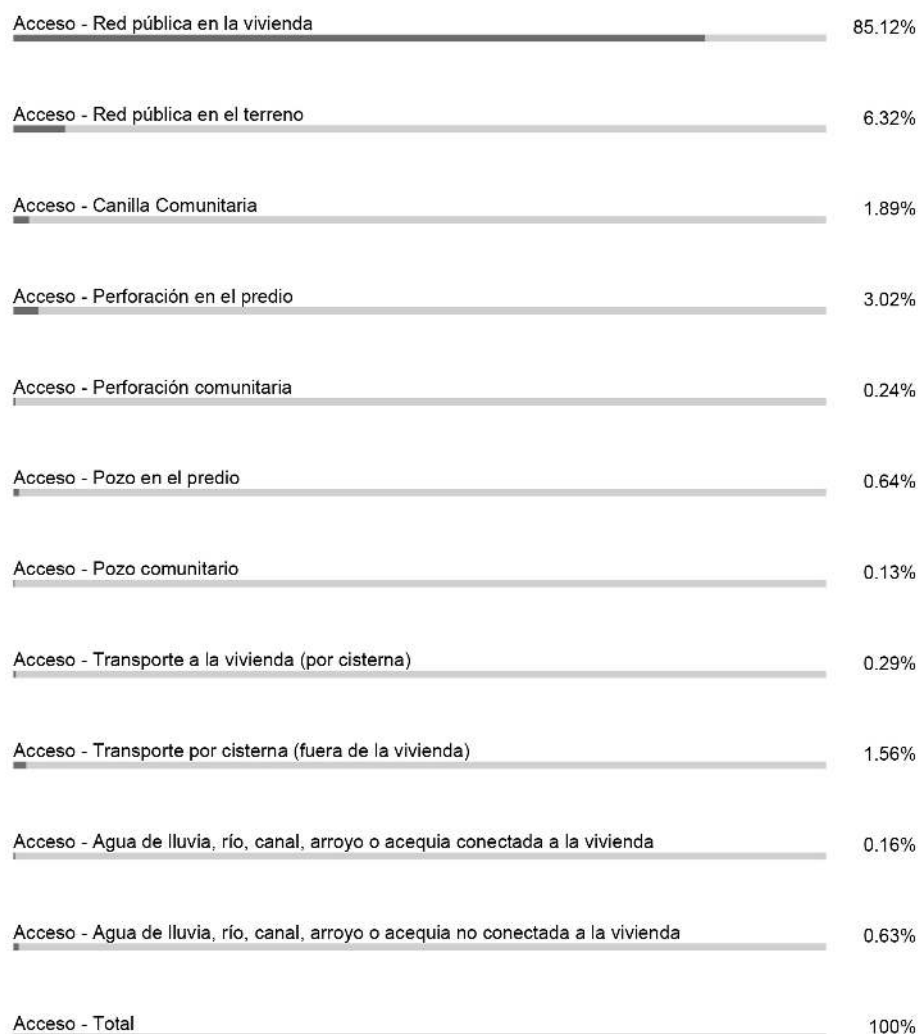 Acceso - Red pública en la vivienda 85.12%
Acceso - Red pública en el terreno 6.32%
Acceso - Canilla Comunitaria 1.89%
Acceso - Perforación en el predio 3.02%
Acceso - Perforación comunitaria 0.24%
Acceso - Pozo en el predio 0.64%
Acceso - Pozo comunitario 0.13%
Acceso - Transporte a la vivienda (por cisterna) 0.29%
Acceso - Transporte por cisterna (fuera de la vivienda) 1.56%
Acceso - Agua de lluvia, río, canal, arroyo o acequia conectada a la vivienda 0.16%
Acceso - Agua de lluvia, río, canal, arroyo o acequia no conectada a la vivienda 0.63%
Acceso - Total 100%